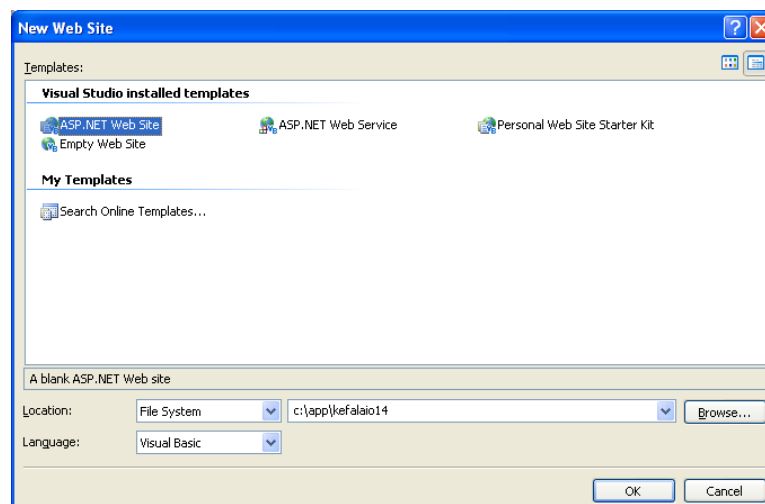 New Web Site
Templates:
Visual Studio installed templates
ASP.NET Web Site ASP.NET Web Service Personal Web Site Starter Kit
Empty Web Site
My Templates
Search Online Templates...
A blank ASP.NET Web site
Location: File System c:\app\kefalaio14 Browse...
Language: Visual Basic
OK Cancel